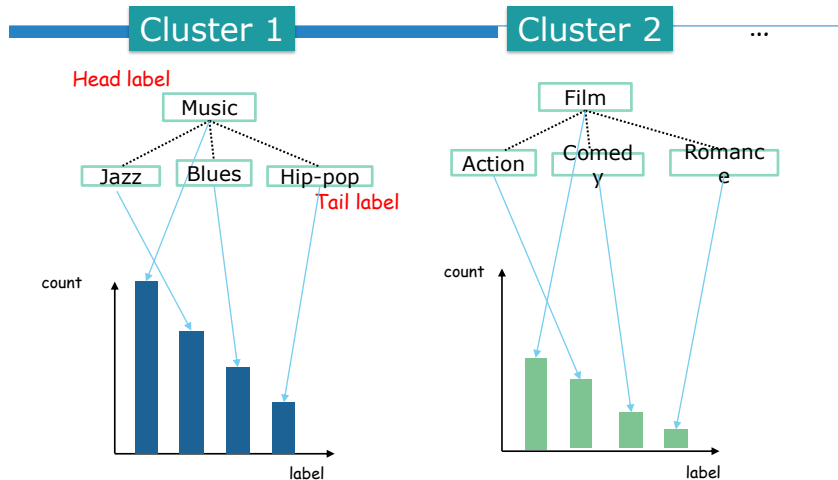 Cluster 1
Cluster 2
...
Head label
Music
Jazz
Blues
Hip-pop
Tail label
count
label
Film
Action
Comed
y
Romanc
e
count
label